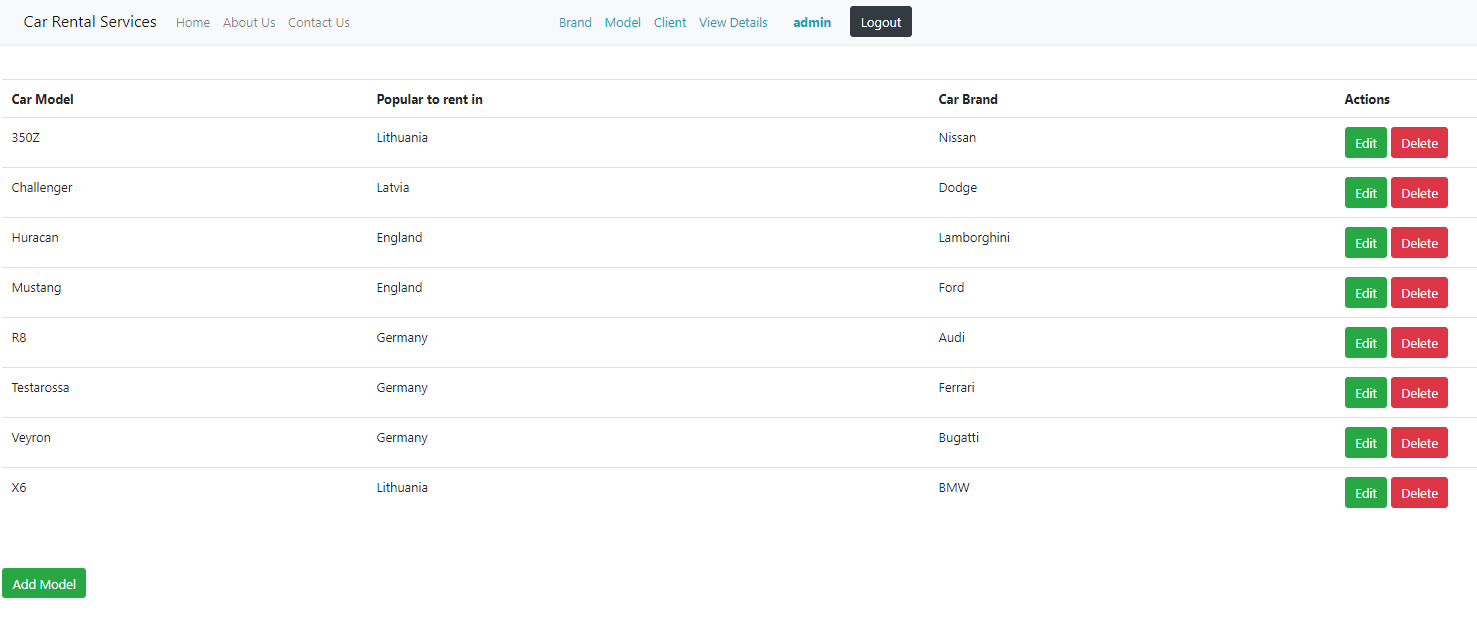 Car Rental Services Home About Us Contact Us Brand Model Client View Details admin Logout
Car Model Popular to rent in Car Brand Actions
350Z Lithuania Nissan Edit Delete
Challenger Latvia Dodge Edit Delete
Huracan England Lamborghini Edit Delete
Mustang England Ford Edit Delete
R8 Germany Audi Edit Delete
Testarossa Germany Ferrari Edit Delete
Veyron Germany Bugatti Edit Delete
X6 Lithuania BMW Edit Delete
Add Model